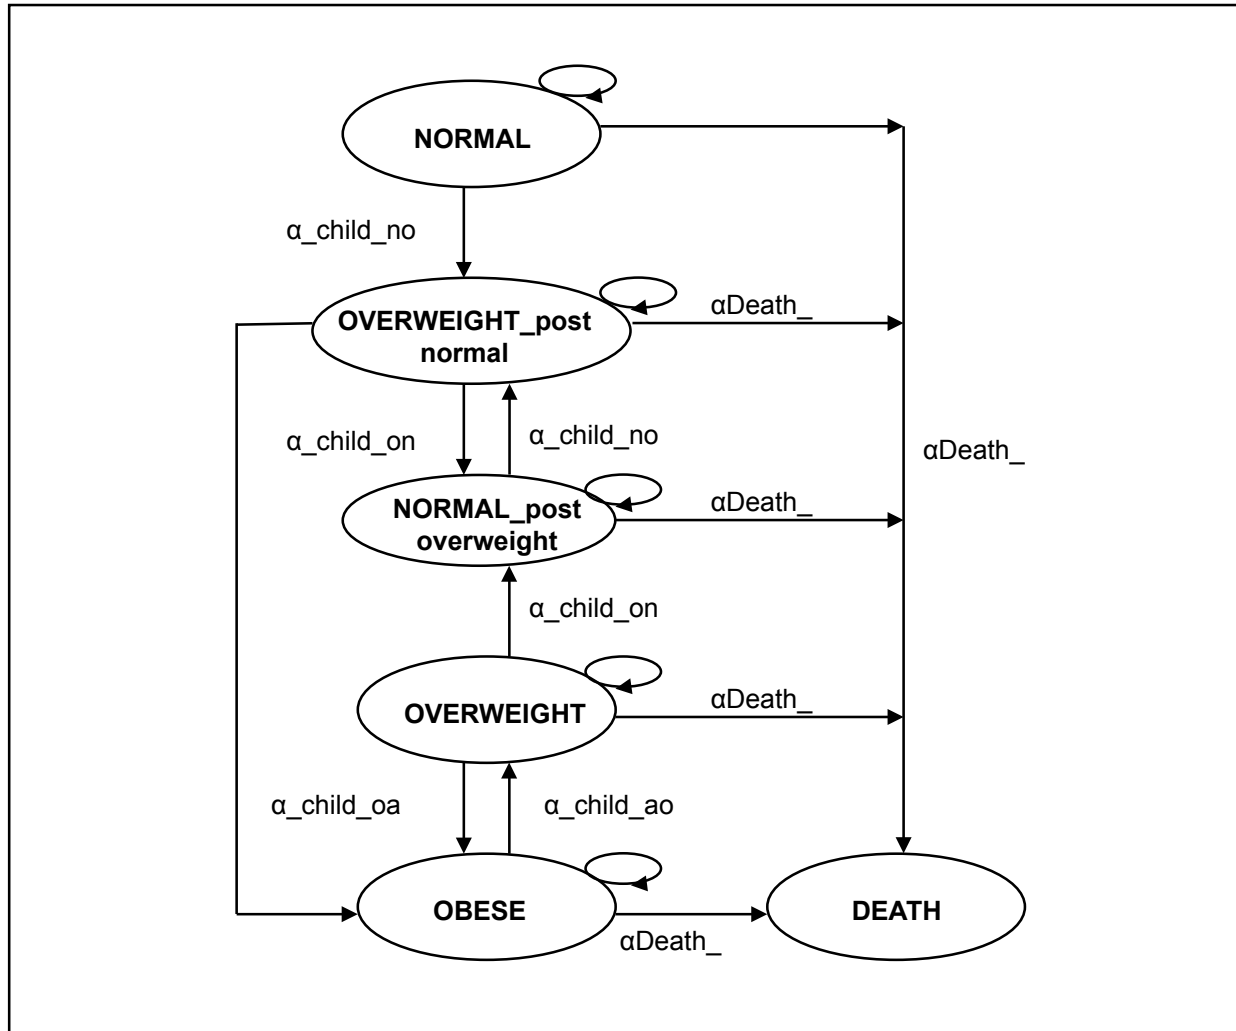 NORMAL
α_child_no
OVERWEIGHT_post
normal
αDeath_
α_child_on
α_child_no
αDeath_
NORMAL_post
overweight
αDeath_
α_child_on
OVERWEIGHT
αDeath_
α_child_oa
α_child_ao
OBESE
αDeath_
DEATH